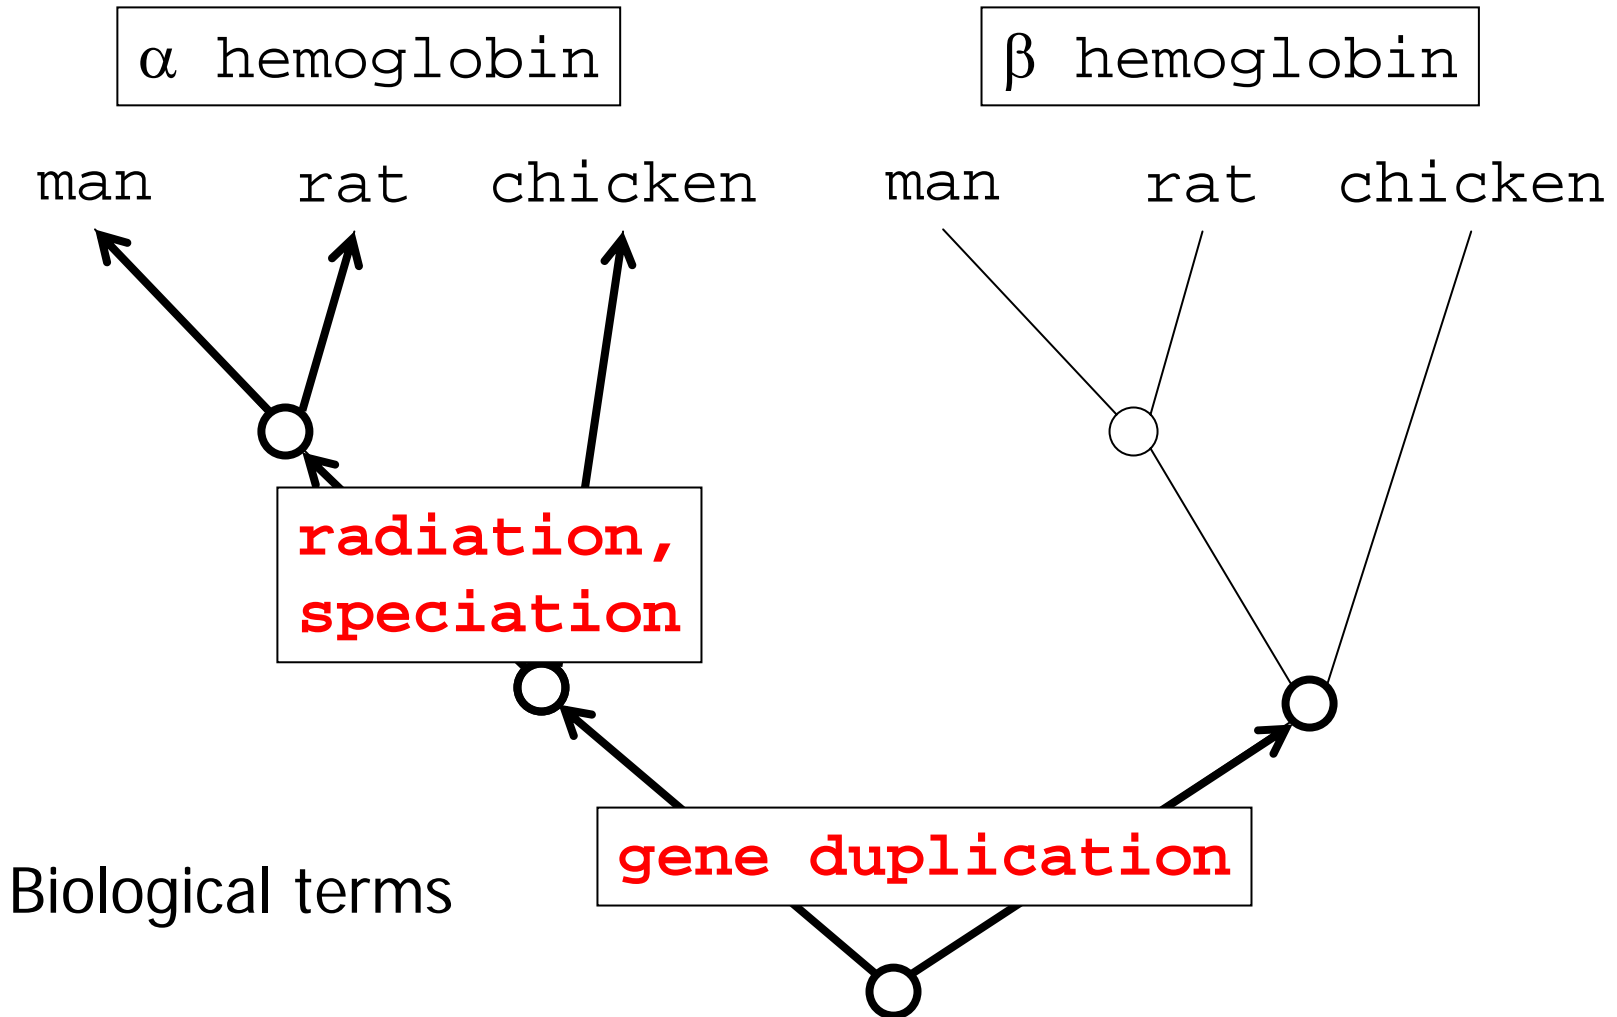 α hemoglobin
β hemoglobin
man rat chicken
man rat chicken
radiation,
speciation
gene duplication
Biological terms